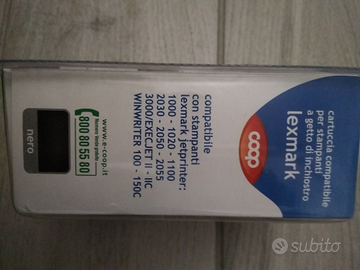 cartuccia compatibile
per stampanti
a getto di inchiostro
lexmark
coop
compatibile
con stampanti
lexmark jetprinter:
1000 - 1020 - 1100
2030 - 2050 - 2055
3000/EXECJET II - IIC
WINWRITER 100 - 150C
www.e-coop.it
800 80 55 80
nero
subito